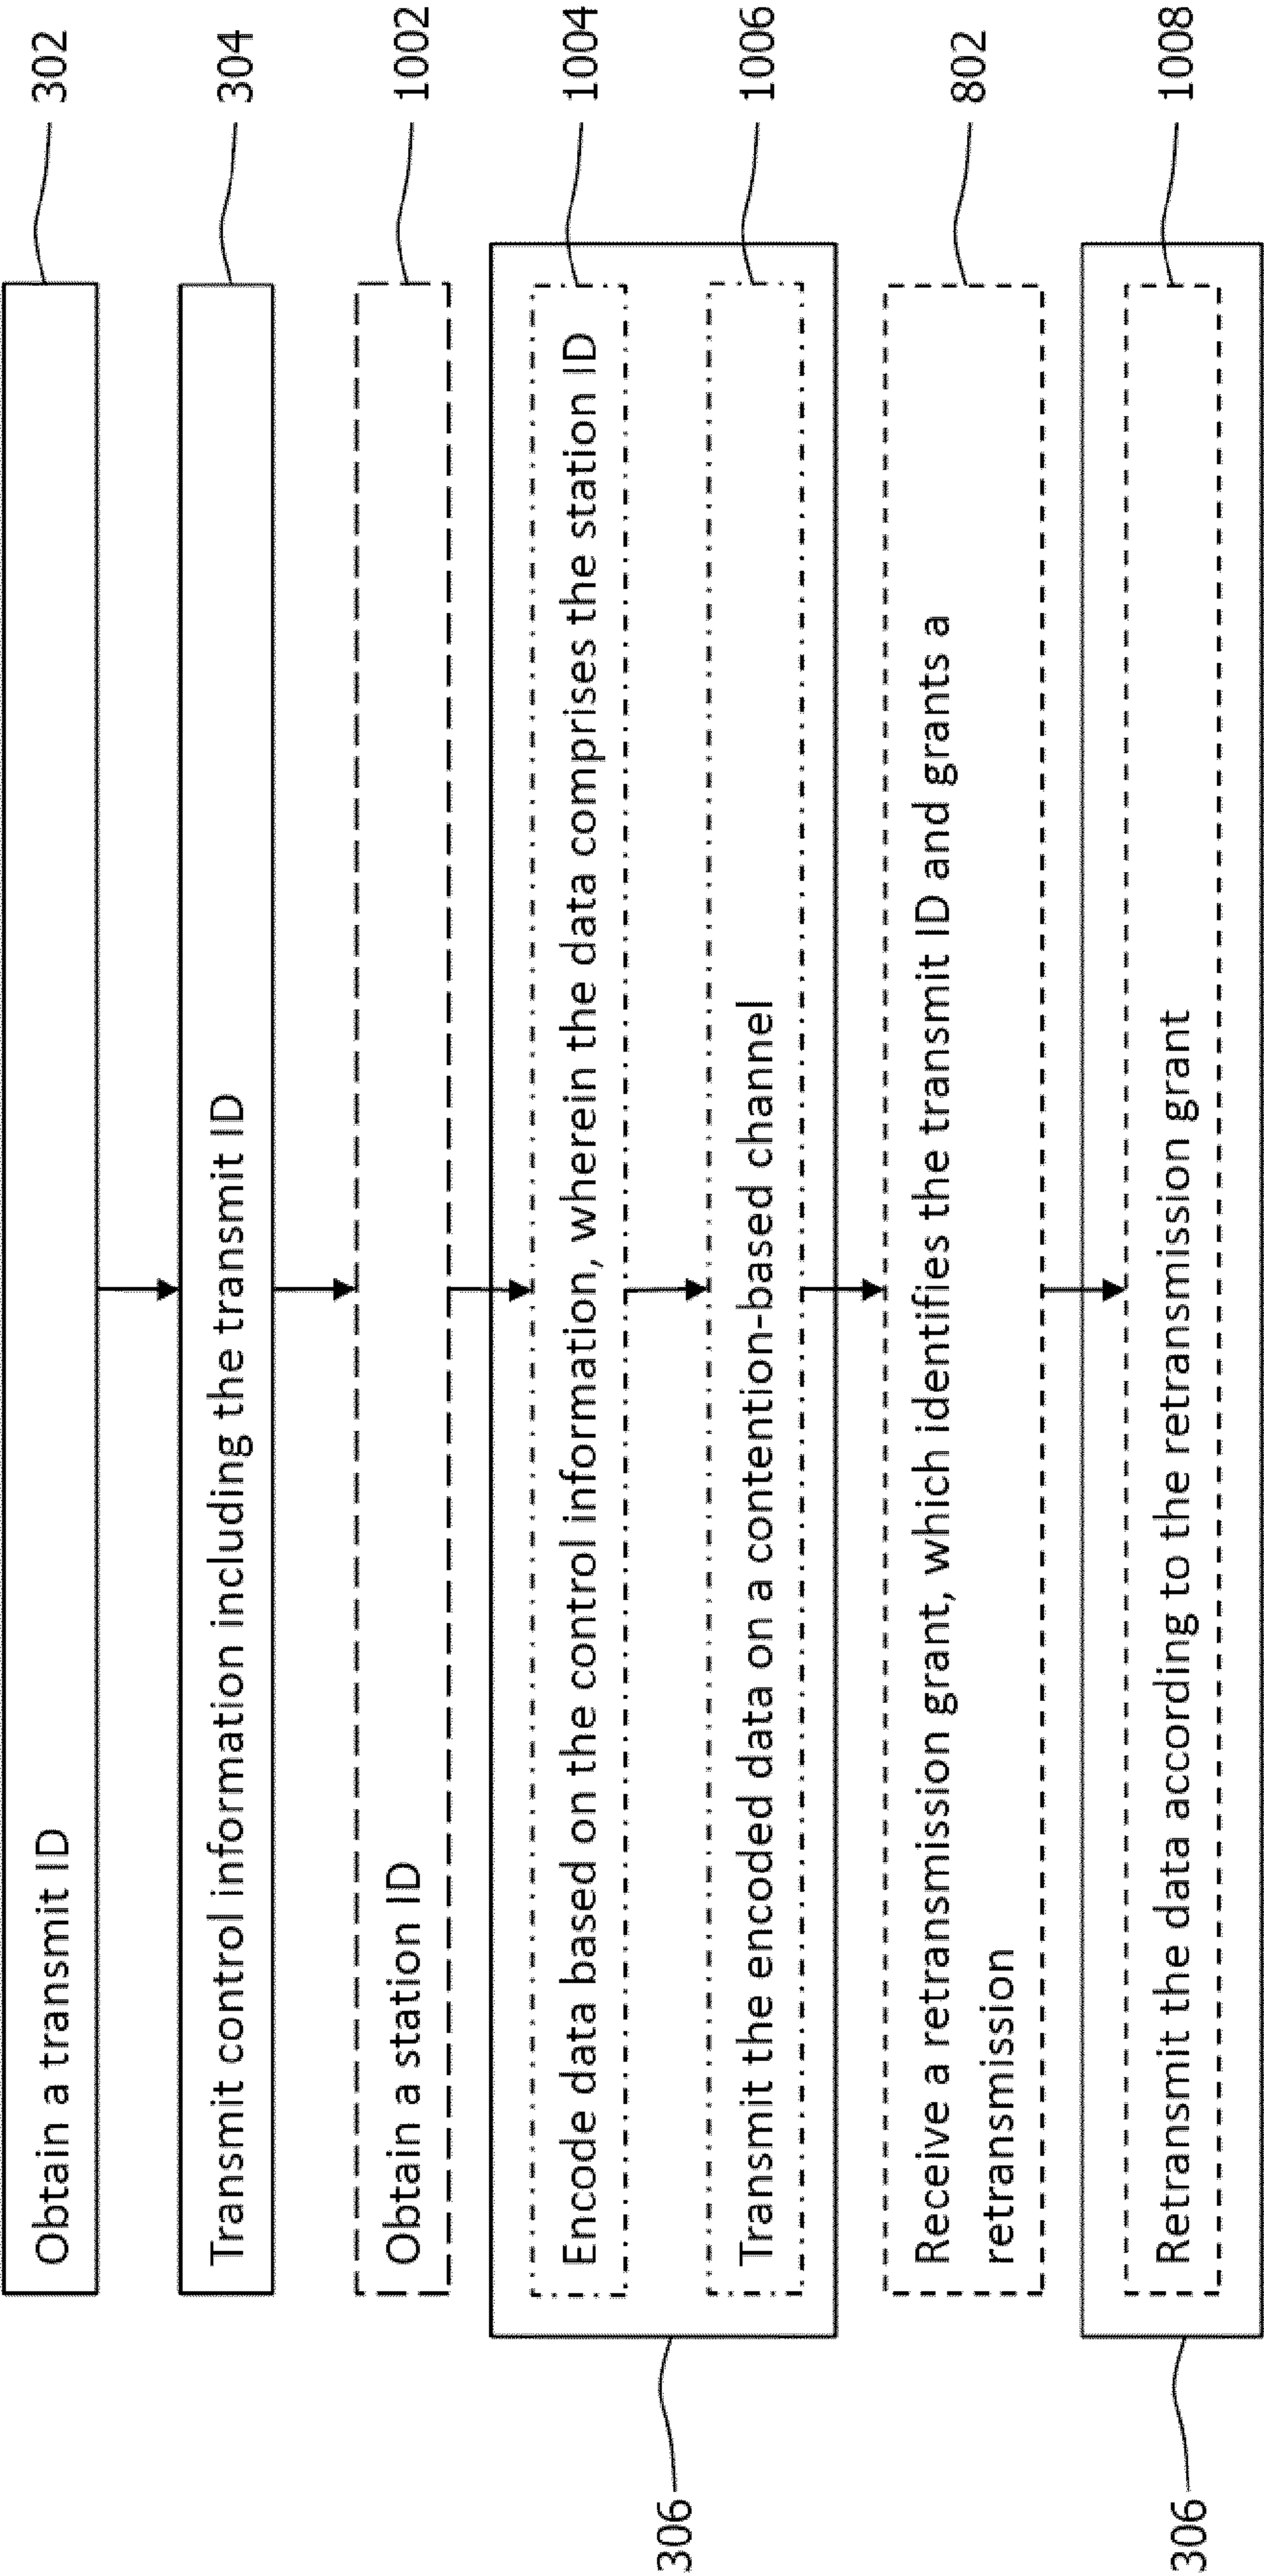 Obtain a transmit ID
302
Transmit control information including the transmit ID
304
Obtain a station ID
1002
Encode data based on the control information, wherein the data comprises the station ID
1004
306
Transmit the encoded data on a contention-based channel
1006
Receive a retransmission grant, which identifies the transmit ID and grants a
retransmission
802
Retransmit the data according to the retransmission grant
1008
306